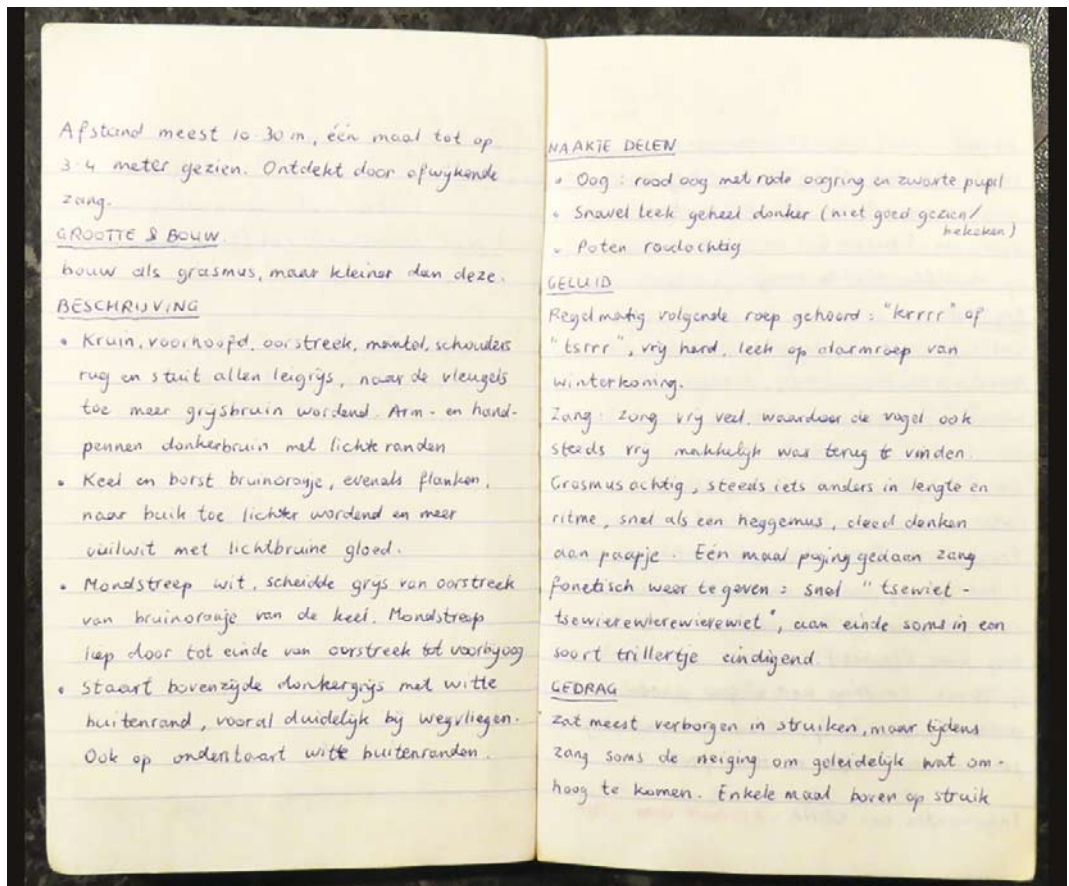 Afstand meest 10-30 m, één maal tot op
3-4 meter gezien. Ontdekt door afwijkende
zang.
GROOTTE & BOUW
bouw als grasmus, maar kleiner dan deze.
BESCHRIJVING
• Kruin, voorhoofd, oorstreek, mantel, schouders
rug en stuit allen leigrijs, naar de vleugels
toe meer grijsbruin wordend. Arm- en hand-
pennen donkerbruin met lichte randen
• Keel en borst bruinoranje, evenals flanken,
naar buik toe lichter wordend en meer
vuilwit met lichtbruine gloed.
• Mondstreep wit, scheidde grijs van oorstreek
van bruinoranje van de keel. Mondstreep
liep door tot einde van oorstreek tot voorbij oog
• Staart bovenzijde donkergrijs met witte
buitenrand, vooral duidelijk bij wegvliegen.
Ook op onderstaart witte buitenranden.
NAAKTE DELEN
• Oog: rood oog met rode oogring en zwarte pupil
• Snavel leek geheel donker (niet goed gezien/
bekeken)
• Poten roodachtig
GELUID
Regelmatig volgende roep gehoord: "krrrr" of
"tsrrr", vrij hard, leek op alarmroep van
winterkoning.
Zang: zong vrij veel, waardoor de vogel ook
steeds vrij makkelijk was terug te vinden.
Grasmusachtig, steeds iets anders in lengte en
ritme, snel als een heggemus, deed denken
aan paapje. Eén maal poging gedaan zang
fonetisch weer te geven: snel "tsewiet-
tsewierewierewierewiet", aan einde soms in een
soort trillertje eindigend
GEDRAG
zat meest verborgen in struiken, maar tijdens
zang soms de neiging om geleidelijk wat om-
hoog te komen. Enkele maal boven op struik